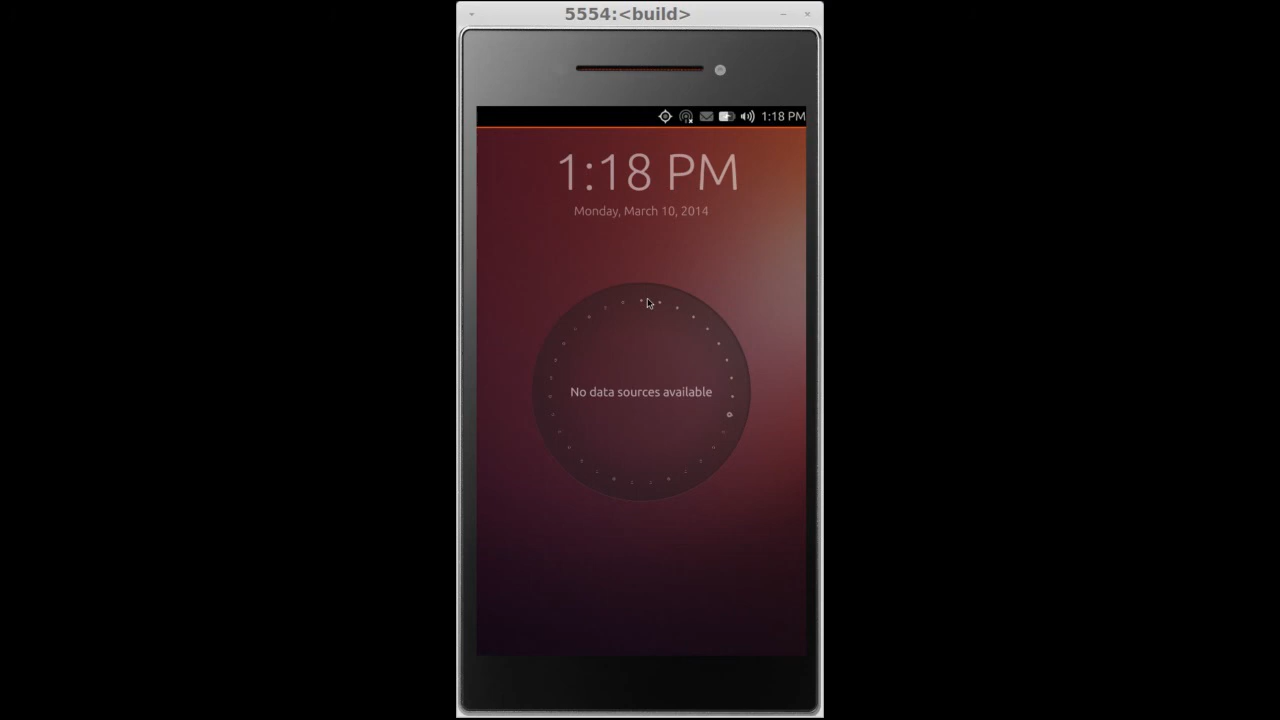 5554:<build>
1:18 PM
1:18 PM
Monday, March 10, 2014
No data sources available